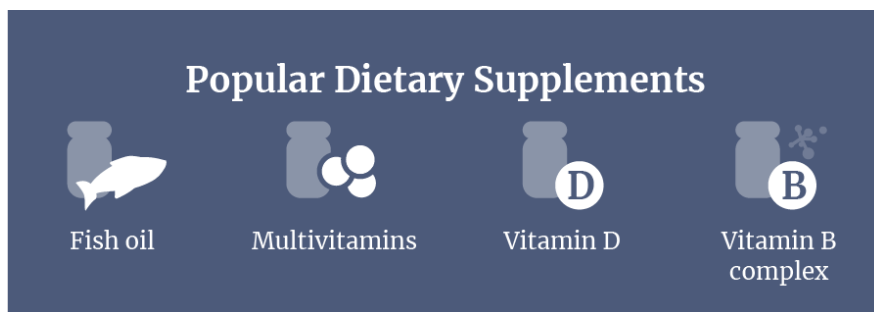 Popular Dietary Supplements
D
B
Fish oil
Multivitamins
Vitamin D
Vitamin B
complex